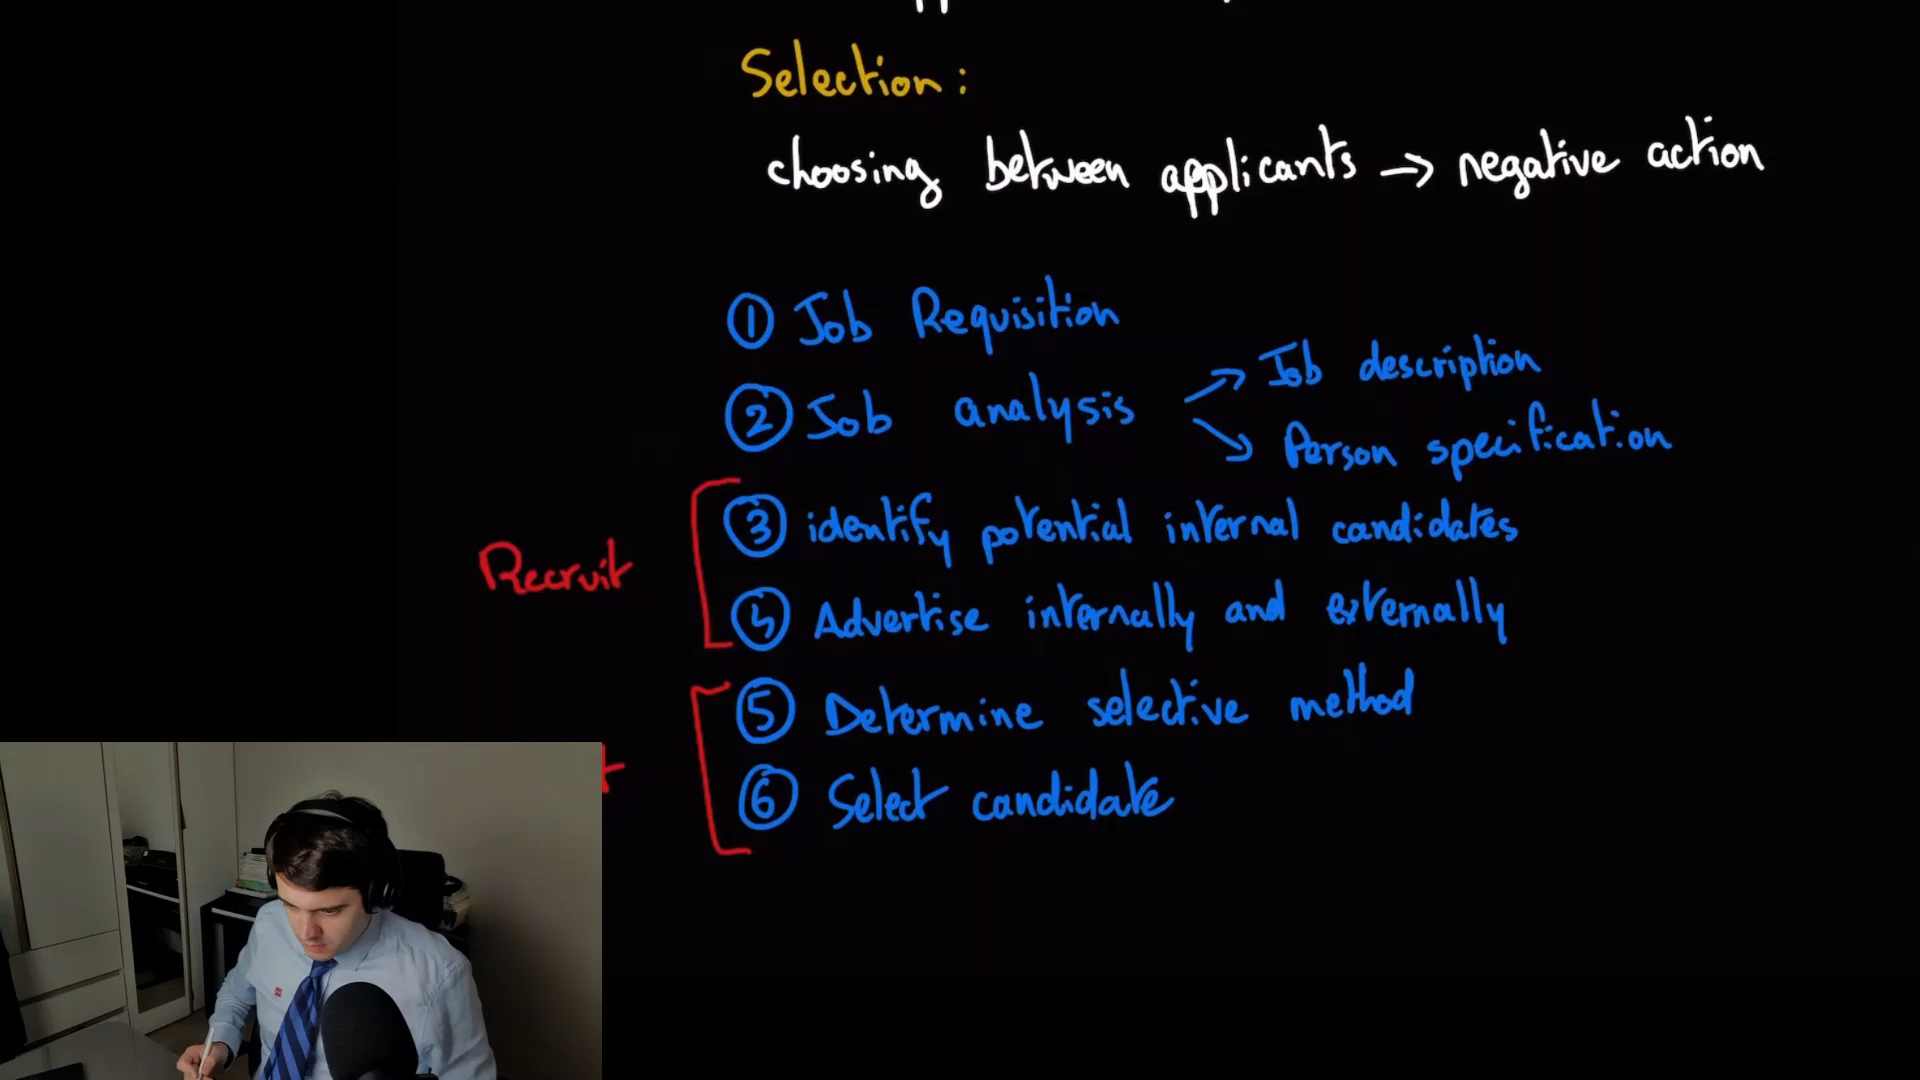 Selection:
choosing between applicants → negative action
① Job Requisition
② Job analysis
→ Job description
→ Person specification
Recruit
③ identify potential internal candidates
④ Advertise internally and externally
⑤ Determine selective method
⑥ Select candidate